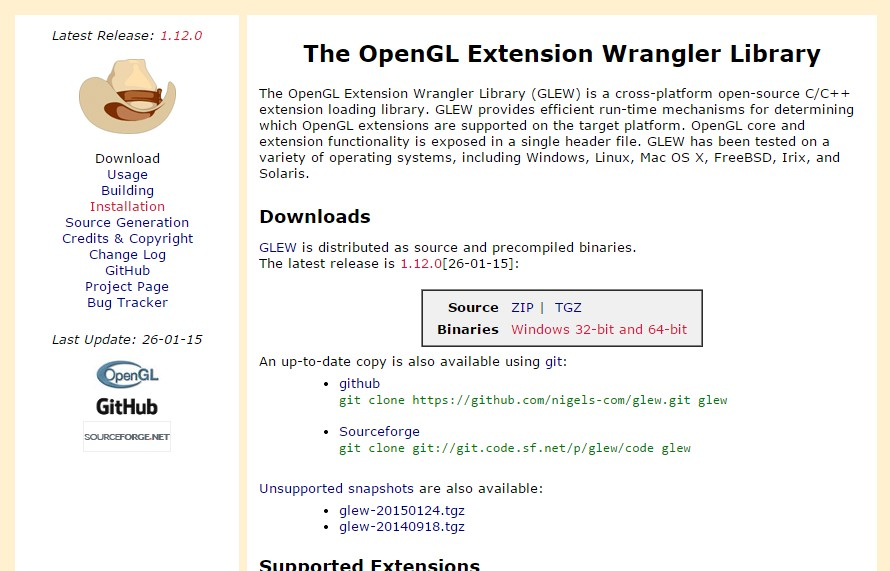 Latest Release: 1.12.0
Download
Usage
Building
Installation
Source Generation
Credits & Copyright
Change Log
GitHub
Project Page
Bug Tracker
Last Update: 26-01-15
OpenGL
GitHub
SOURCEFORGE.NET
The OpenGL Extension Wrangler Library
The OpenGL Extension Wrangler Library (GLEW) is a cross-platform open-source C/C++
extension loading library. GLEW provides efficient run-time mechanisms for determining
which OpenGL extensions are supported on the target platform. OpenGL core and
extension functionality is exposed in a single header file. GLEW has been tested on a
variety of operating systems, including Windows, Linux, Mac OS X, FreeBSD, Irix, and
Solaris.
Downloads
GLEW is distributed as source and precompiled binaries.
The latest release is 1.12.0[26-01-15]:
Source ZIP | TGZ
Binaries Windows 32-bit and 64-bit
An up-to-date copy is also available using git:
• github
git clone https://github.com/nigels-com/glew.git glew
• Sourceforge
git clone git://git.code.sf.net/p/glew/code glew
Unsupported snapshots are also available:
• glew-20150124.tgz
• glew-20140918.tgz
Supported Extensions